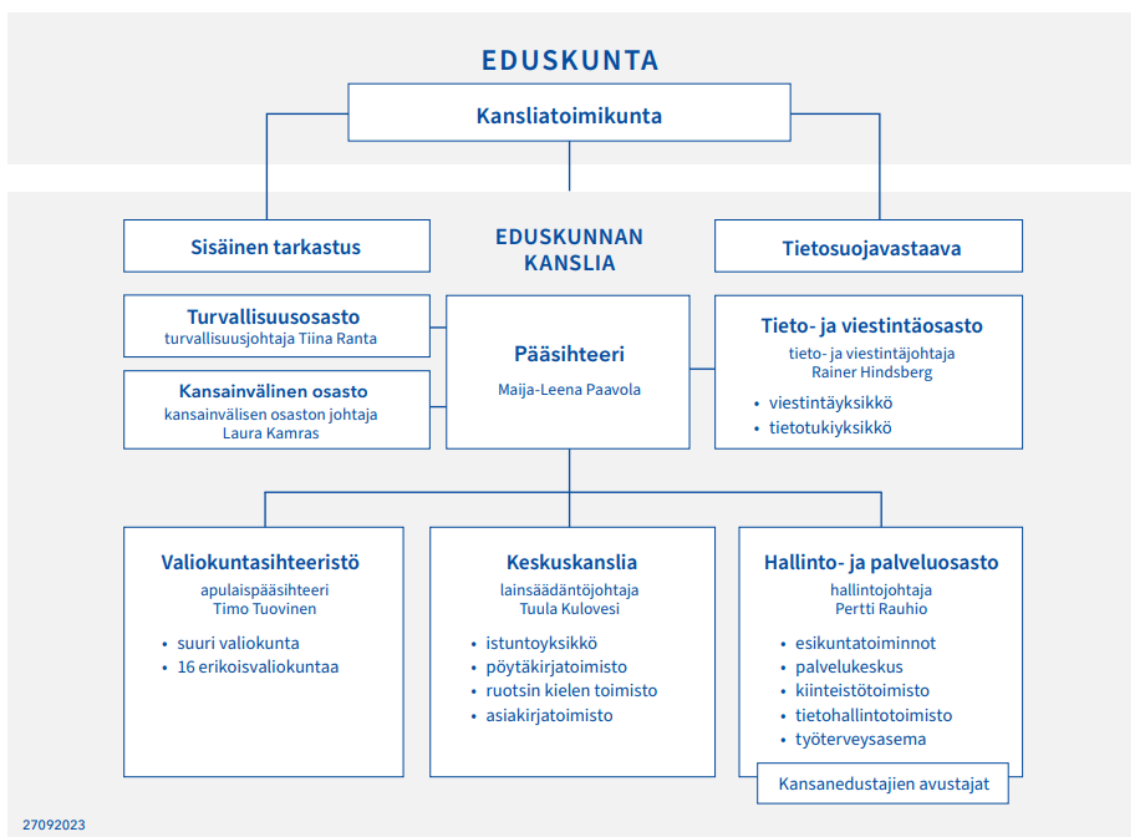 EDUSKUNTA
Kansliatoimikunta
Sisäinen tarkastus
EDUSKUNNAN
KANSLIA
Tietosuojavastaava
Turvallisuusosasto
turvallisuusjohtaja Tiina Ranta
Kansainvälinen osasto
kansainvälisen osaston johtaja
Laura Kamras
Pääsihteeri
Maija-Leena Paavola
Tieto- ja viestintäosasto
tieto- ja viestintäjohtaja
Rainer Hindsberg
• viestintäyksikkö
• tietotukiyksikkö
Valiokuntasihteeristö
apulaispääsihteeri
Timo Tuovinen
• suuri valiokunta
• 16 erikoisvaliokuntaa
Keskuskanslia
lainsäädäntöjohtaja
Tuula Kulovesi
• istuntoyksikkö
• pöytäkirjatoimisto
• ruotsin kielen toimisto
• asiakirjatoimisto
Hallinto- ja palveluosasto
hallintojohtaja
Pertti Rauhio
• esikuntatoiminnot
• palvelukeskus
• kiinteistötoimisto
• tietohallintotoimisto
• työterveysasema
Kansanedustajien avustajat
27092023